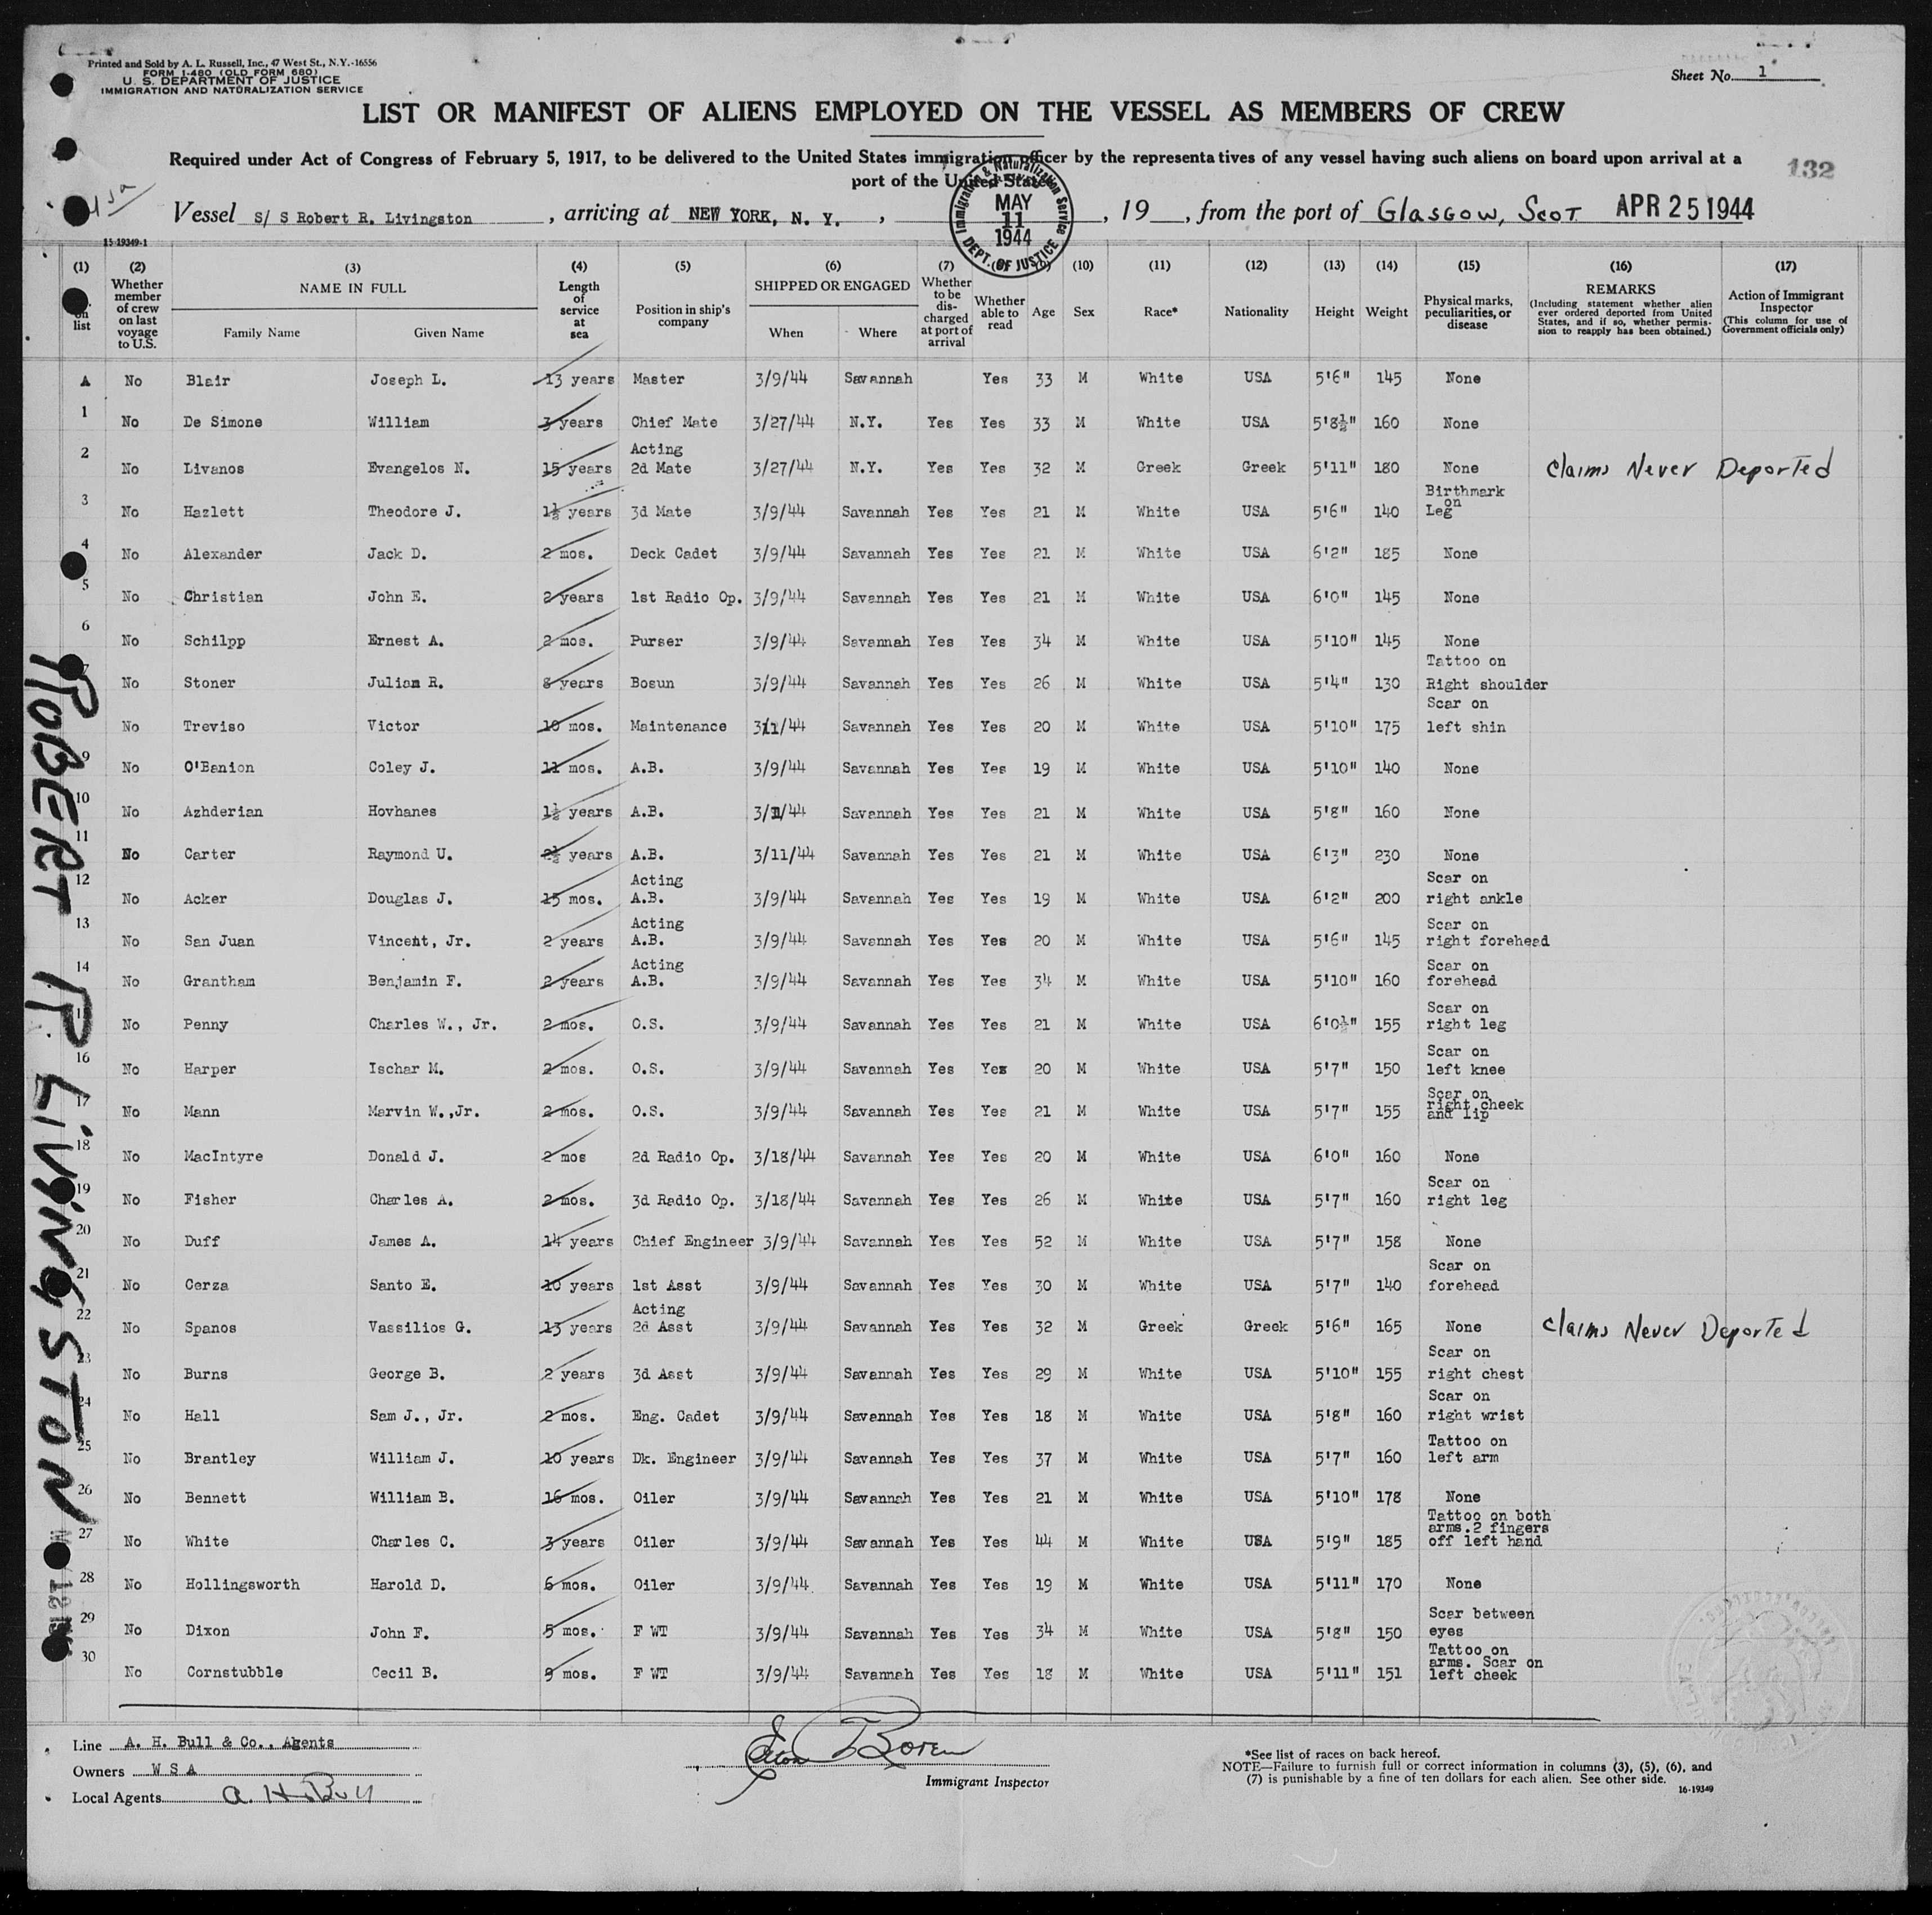 Printed and Sold by A. L. Russell, Inc., 47 West St., N.Y.-16556
FORM I-480 (OLD FORM 680)
U. S. DEPARTMENT OF JUSTICE
IMMIGRATION AND NATURALIZATION SERVICE
Sheet No. 1
LIST OR MANIFEST OF ALIENS EMPLOYED ON THE VESSEL AS MEMBERS OF CREW
Required under Act of Congress of February 5, 1917, to be delivered to the United States immigration officer by the representatives of any vessel having such aliens on board upon arrival at a
port of the United States
132
Immigration & Naturalization Service
MAY
11
1944
DEPT. OF JUSTICE
Vessel S/ S Robert R. Livingston , arriving at NEW YORK, N. Y. , , 19 , from the port of Glasgow, Scot APR 25 1944
15-19349-1
(1) (2) (3) (4) (5) (6) (7) (10) (11) (12) (13) (14) (15) (16) (17)
on list
Whether member of crew on last voyage to U.S.
NAME IN FULL
Family Name Given Name
Length of service at sea
Position in ship's company
SHIPPED OR ENGAGED
When Where
Whether to be discharged at port of arrival
Whether able to read
Age Sex Race* Nationality Height Weight
Physical marks, peculiarities, or disease
REMARKS
(Including statement whether alien ever ordered deported from United States, and if so, whether permission to reapply has been obtained.)
Action of Immigrant Inspector
(This column for use of Government officials only)
A No Blair Joseph L. 13 years Master 3/9/44 Savannah Yes 33 M White USA 5'6" 145 None
1 No De Simone William 3 years Chief Mate 3/27/44 N.Y. Yes Yes 33 M White USA 5'8½" 160 None
2 No Livanos Evangelos N. 15 years Acting 2d Mate 3/27/44 N.Y. Yes Yes 32 M Greek Greek 5'11" 180 None Claims Never Deported
3 No Hazlett Theodore J. 1½ years 3d Mate 3/9/44 Savannah Yes Yes 21 M White USA 5'6" 140 Birthmark on Leg
4 No Alexander Jack D. 2 mos. Deck Cadet 3/9/44 Savannah Yes Yes 21 M White USA 6'2" 185 None
5 No Christian John E. 2 years 1st Radio Op. 3/9/44 Savannah Yes Yes 21 M White USA 6'0" 145 None
6 No Schilpp Ernest A. 2 mos. Purser 3/9/44 Savannah Yes Yes 34 M White USA 5'10" 145 None
7 No Stoner Julian R. 8 years Bosun 3/9/44 Savannah Yes Yes 26 M White USA 5'4" 130 Tattoo on Right shoulder
No Treviso Victor 10 mos. Maintenance 3/11/44 Savannah Yes Yes 20 M White USA 5'10" 175 Scar on left shin
9 No O'Banion Coley J. 11 mos. A.B. 3/9/44 Savannah Yes Yes 19 M White USA 5'10" 140 None
10 No Azhderian Hovhanes 1½ years A.B. 3/11/44 Savannah Yes Yes 21 M White USA 5'8" 160 None
11 No Carter Raymond U. 2½ years A.B. 3/11/44 Savannah Yes Yes 21 M White USA 6'3" 230 None
12 No Acker Douglas J. 15 mos. Acting A.B. 3/9/44 Savannah Yes Yes 19 M White USA 6'2" 200 Scar on right ankle
13 No San Juan Vincent, Jr. 2 years Acting A.B. 3/9/44 Savannah Yes Yes 20 M White USA 5'6" 145 Scar on right forehead
14 No Grantham Benjamin F. 2 years Acting A.B. 3/9/44 Savannah Yes Yes 34 M White USA 5'10" 160 Scar on forehead
15 No Penny Charles W., Jr. 2 mos. O.S. 3/9/44 Savannah Yes Yes 21 M White USA 6'0½" 155 Scar on right leg
16 No Harper Ischar M. 2 mos. O.S. 3/9/44 Savannah Yes Yes 20 M White USA 5'7" 150 Scar on left knee
17 No Mann Marvin W.,Jr. 2 mos. O.S. 3/9/44 Savannah Yes Yes 21 M White USA 5'7" 155 Scar on right cheek and lip
18 No MacIntyre Donald J. 2 mos 2d Radio Op. 3/18/44 Savannah Yes Yes 20 M White USA 6'0" 160 None
19 No Fisher Charles A. 2 mos. 3d Radio Op. 3/18/44 Savannah Yes Yes 26 M White USA 5'7" 160 Scar on right leg
20 No Duff James A. 14 years Chief Engineer 3/9/44 Savannah Yes Yes 52 M White USA 5'7" 158 None
21 No Cerza Santo E. 10 years 1st Asst 3/9/44 Savannah Yes Yes 30 M White USA 5'7" 140 Scar on forehead
22 No Spanos Vassilios G. 13 years Acting 2d Asst 3/9/44 Savannah Yes Yes 32 M Greek Greek 5'6" 165 None Claims Never Deported
23 No Burns George B. 2 years 3d Asst 3/9/44 Savannah Yes Yes 29 M White USA 5'10" 155 Scar on right chest
24 No Hall Sam J., Jr. 2 mos. Eng. Cadet 3/9/44 Savannah Yes Yes 18 M White USA 5'8" 160 Scar on right wrist
25 No Brantley William J. 10 years Dk. Engineer 3/9/44 Savannah Yes Yes 37 M White USA 5'7" 160 Tattoo on left arm
26 No Bennett William B. 16 mos. Oiler 3/9/44 Savannah Yes Yes 21 M White USA 5'10" 178 None
27 No White Charles C. 3 years Oiler 3/9/44 Savannah Yes Yes 44 M White USA 5'9" 185 Tattoo on both arms.2 fingers off left hand
28 No Hollingsworth Harold D. 6 mos. Oiler 3/9/44 Savannah Yes Yes 19 M White USA 5'11" 170 None
29 No Dixon John F. 5 mos. F WT 3/9/44 Savannah Yes Yes 34 M White USA 5'8" 150 Scar between eyes
30 No Cornstubble Cecil B. 9 mos. F WT 3/9/44 Savannah Yes Yes 18 M White USA 5'11" 151 Tattoo on arms. Scar on left cheek
ROBERT R LIVINGSTON
Line A. H. Bull & Co., Agents
Owners W S A
Local Agents A. H. Bull
Immigrant Inspector
*See list of races on back hereof.
NOTE—Failure to furnish full or correct information in columns (3), (5), (6), and
(7) is punishable by a fine of ten dollars for each alien. See other side.
16-19349